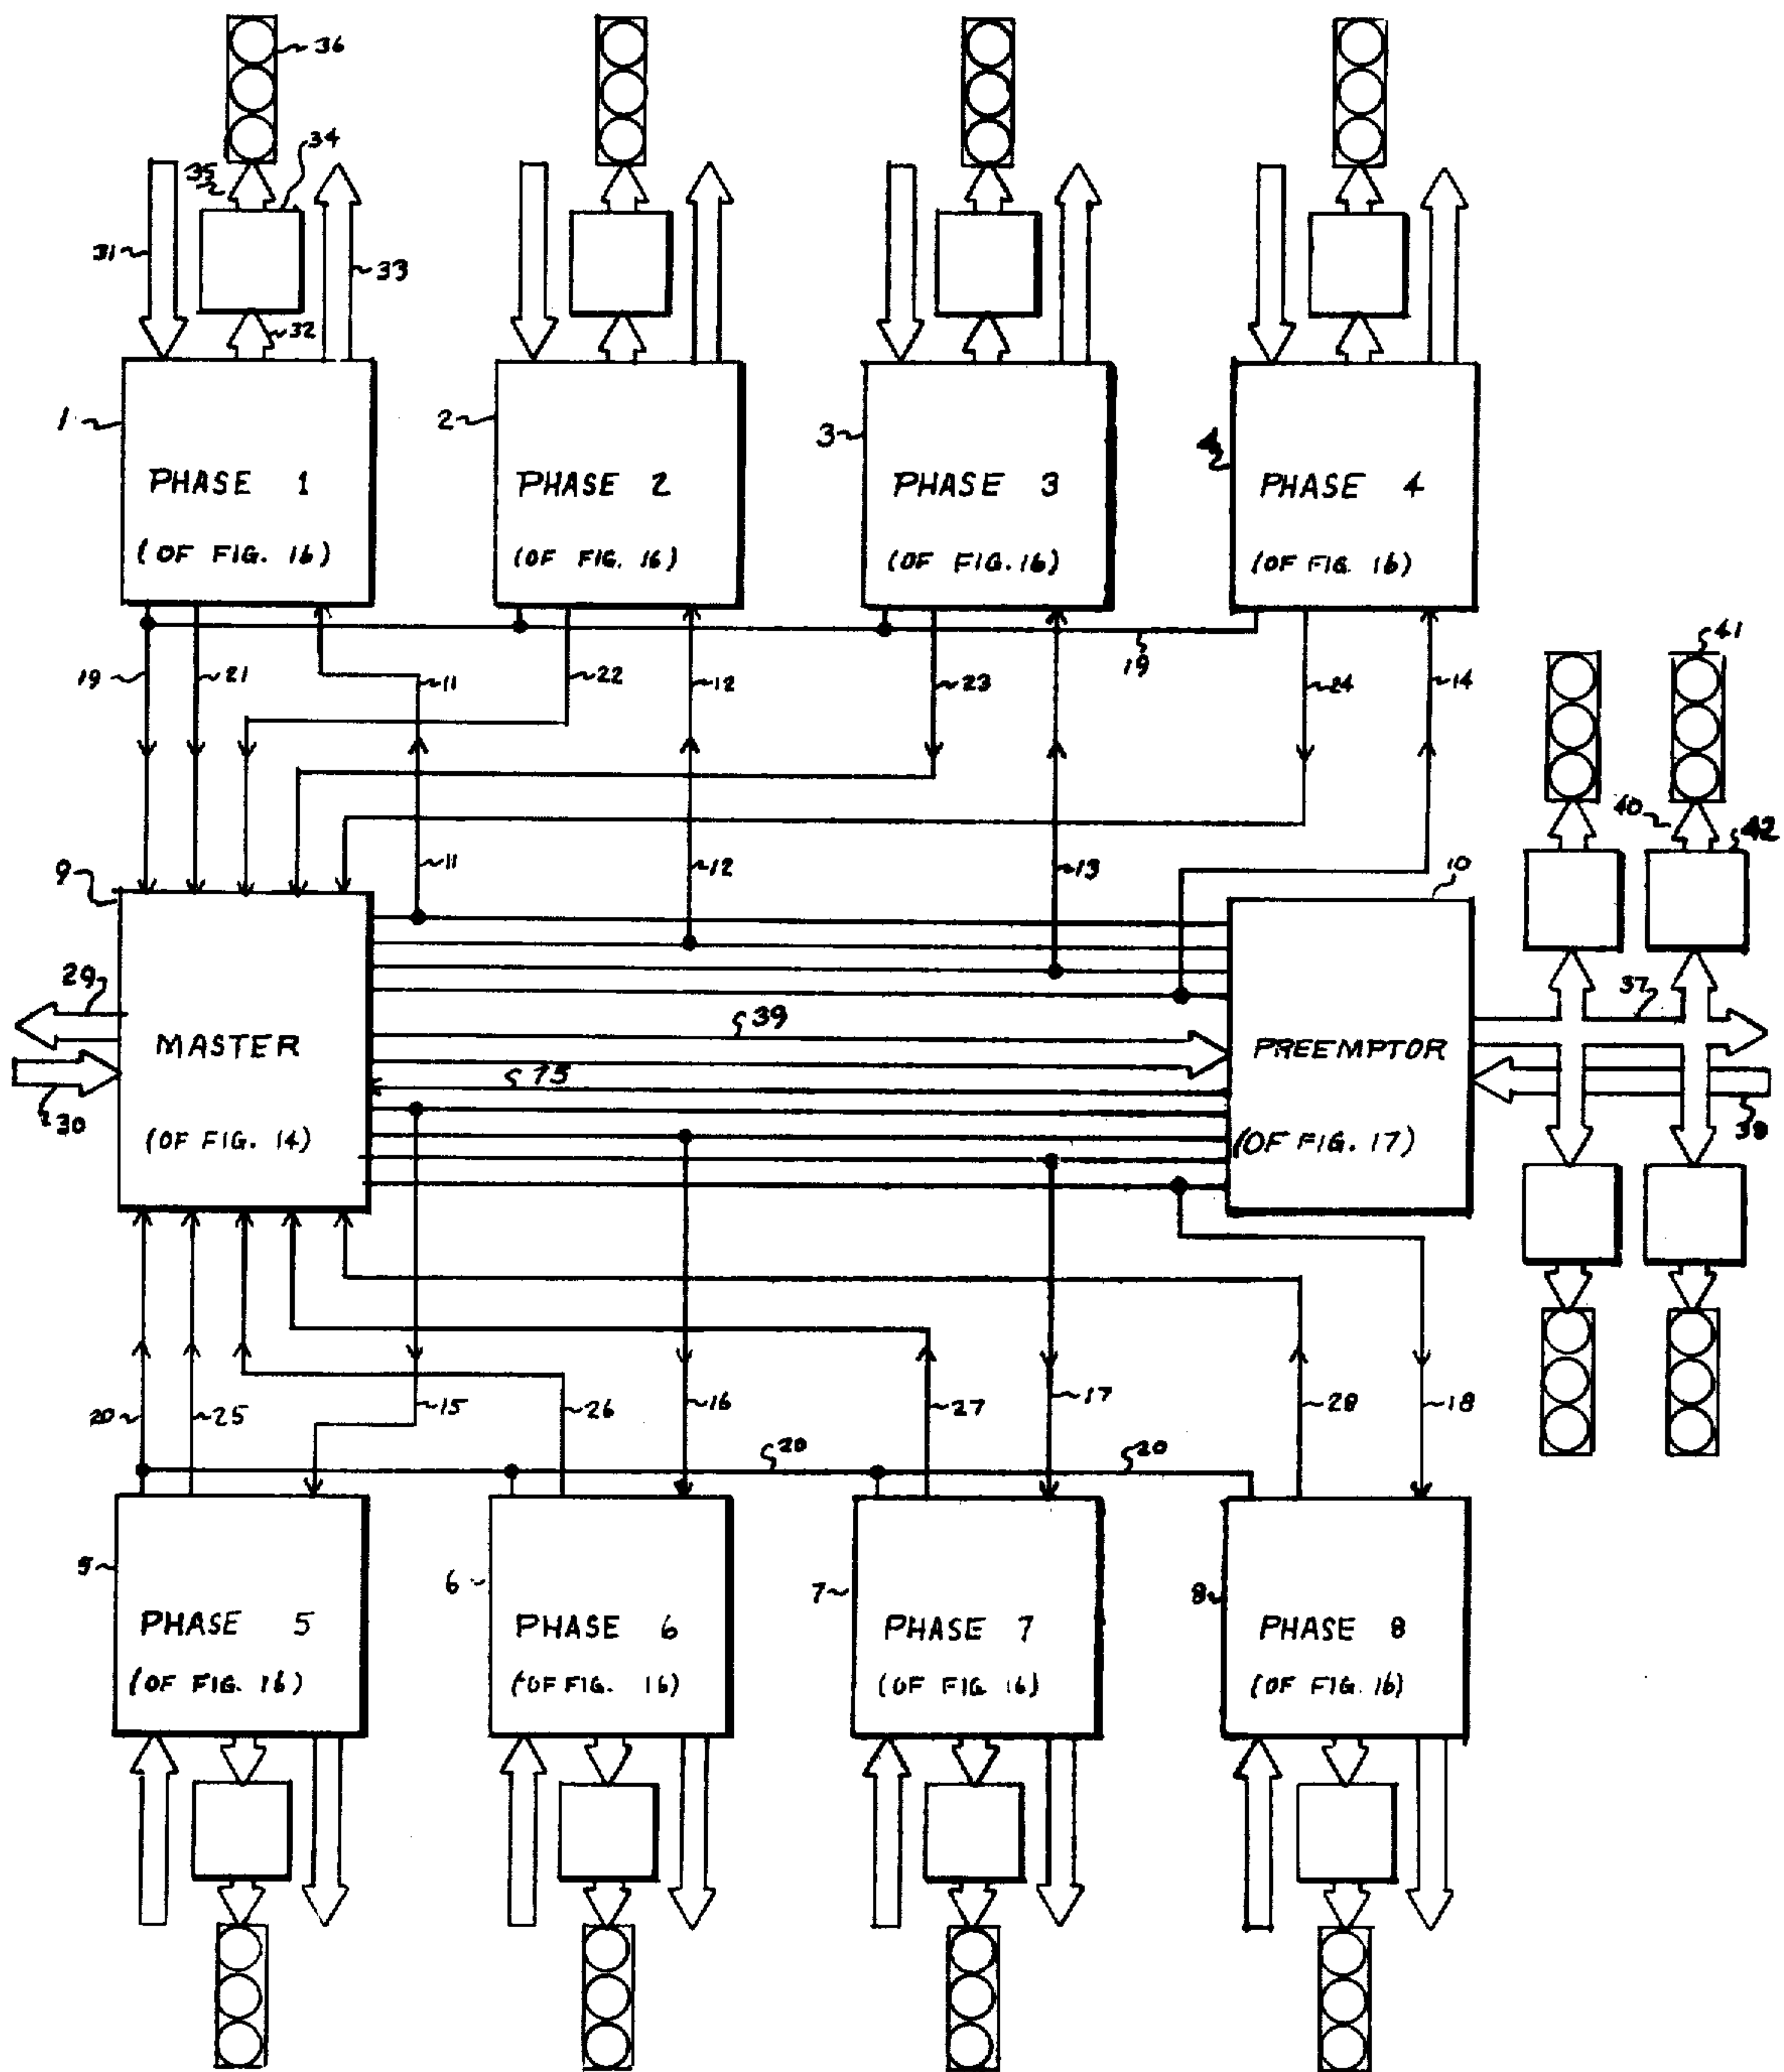 36
34
35
31
33
32
1
2
3
4
PHASE 1
PHASE 2
PHASE 3
PHASE 4
(OF FIG. 16)
(OF FIG. 16)
(OF FIG. 16)
(OF FIG. 16)
19
21
11
22
12
23
19
24
14
41
40
42
9
11
12
13
10
29
39
37
MASTER
PREEMPTOR
75
30
(OF FIG. 14)
(OF FIG. 17)
20
25
15
26
16
27
17
28
18
20
20
5
6
7
8
PHASE 5
PHASE 6
PHASE 7
PHASE 8
(OF FIG. 16)
(OF FIG. 16)
(OF FIG. 16)
(OF FIG. 16)